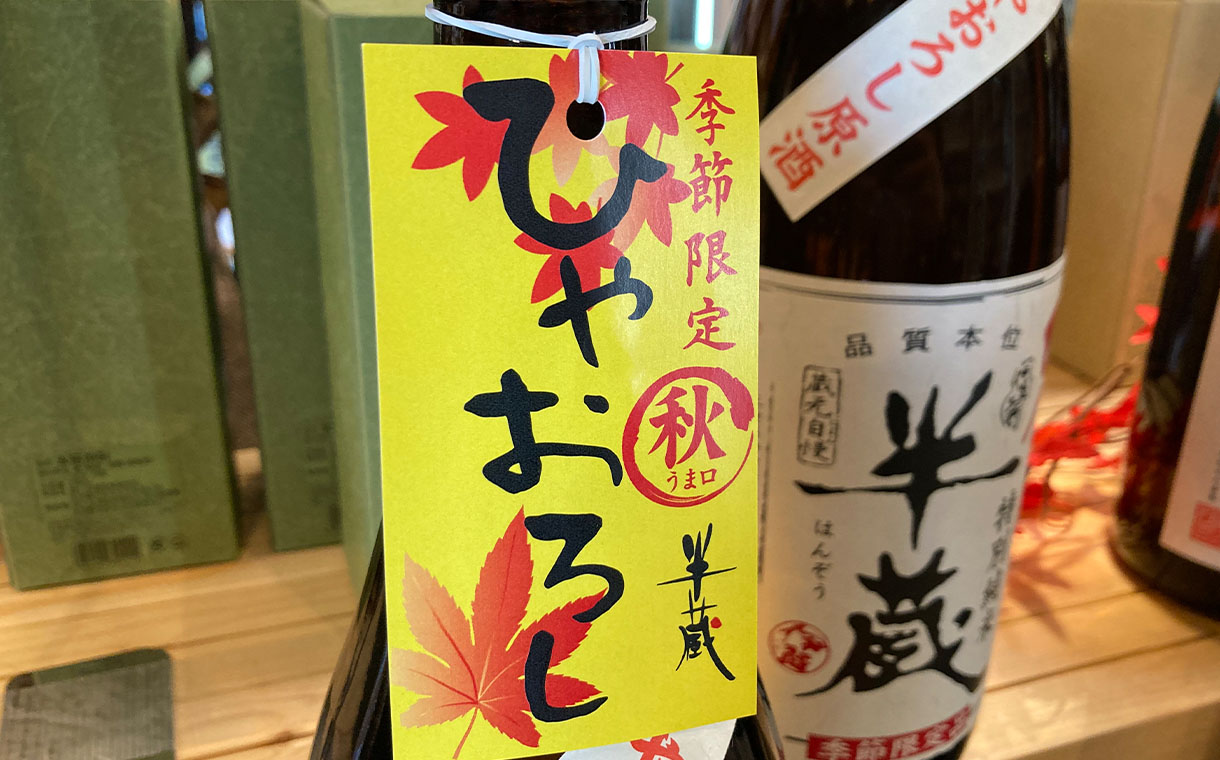 ひやおろし
季節限定
秋
うま口
半蔵
おろし原酒
品質本位
蔵元自慢
半蔵
はんぞう
特別純米
季節限定